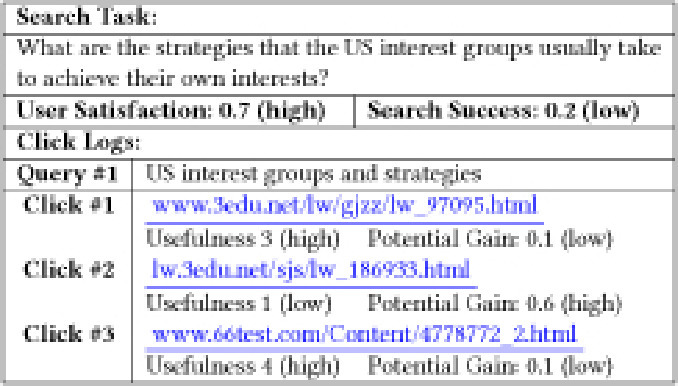 Search Task:
What are the strategies that the US interest groups usually take
to achieve their own interests?
User Satisfaction: 0.7 (high) Search Success: 0.2 (low)
Click Logs:
Query #1 US interest groups and strategies
Click #1 www.3edu.net/lw/gjzz/lw_97095.html
Usefulness 3 (high) Potential Gain: 0.1 (low)
Click #2 lw.3edu.net/sjs/lw_186933.html
Usefulness 1 (low) Potential Gain: 0.6 (high)
Click #3 www.66test.com/Content/4778772_2.html
Usefulness 4 (high) Potential Gain: 0.1 (low)